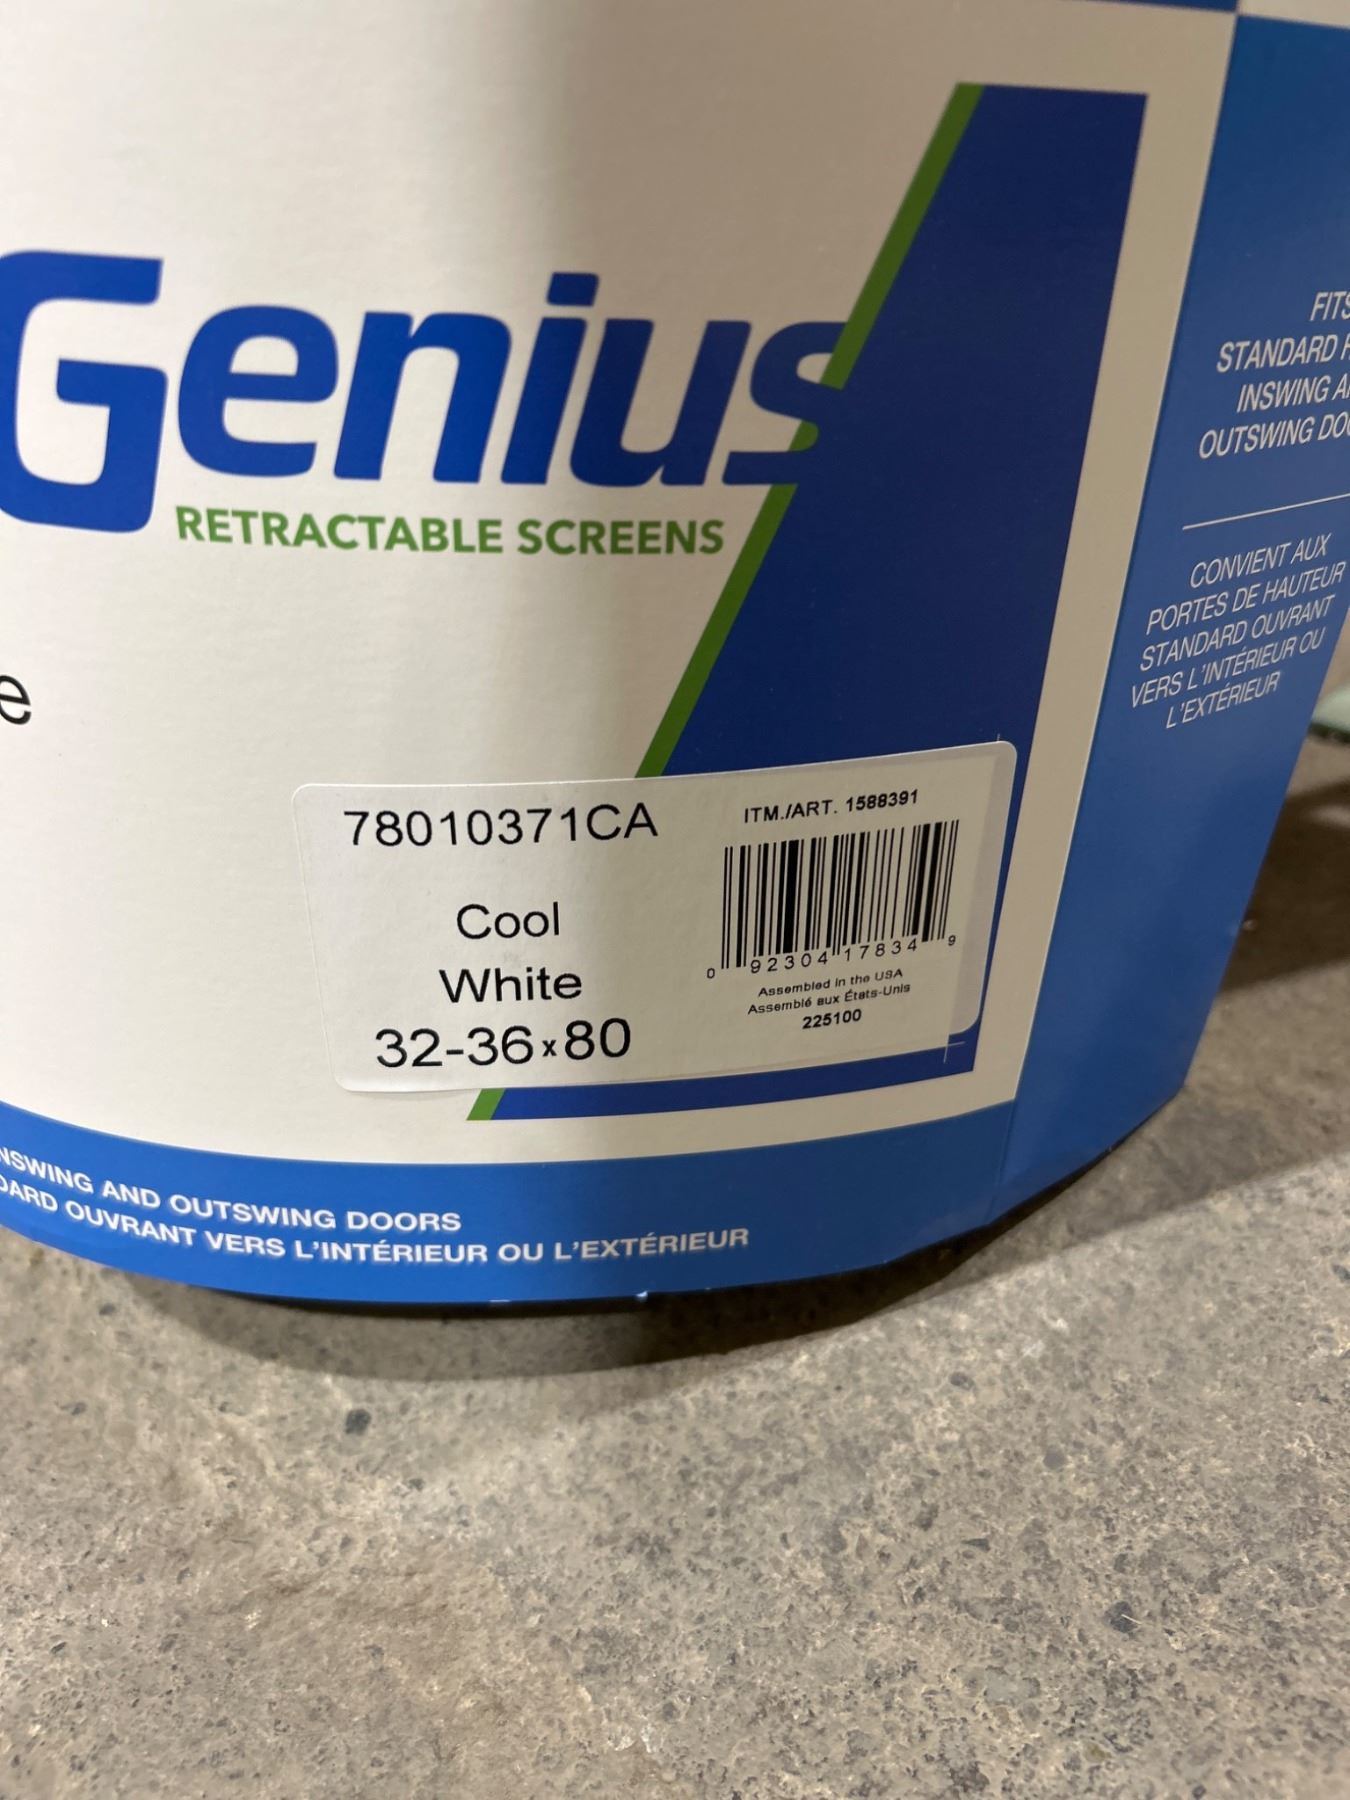 Genius
RETRACTABLE SCREENS
FITS
STANDARD
INSWING
OUTSWING
CONVIENT AUX
PORTES DE HAUTEUR
STANDARD OUVRANT
VERS L'INTÉRIEUR OU
L'EXTÉRIEUR
e
78010371CA
Cool
White
32-36x80
ITM./ART. 1588391
0 92304 17834 9
Assembled in the USA
Assemblé aux États-Unis
225100
NSWING AND OUTSWING DOORS
DARD OUVRANT VERS L'INTÉRIEUR OU L'EXTÉRIEUR